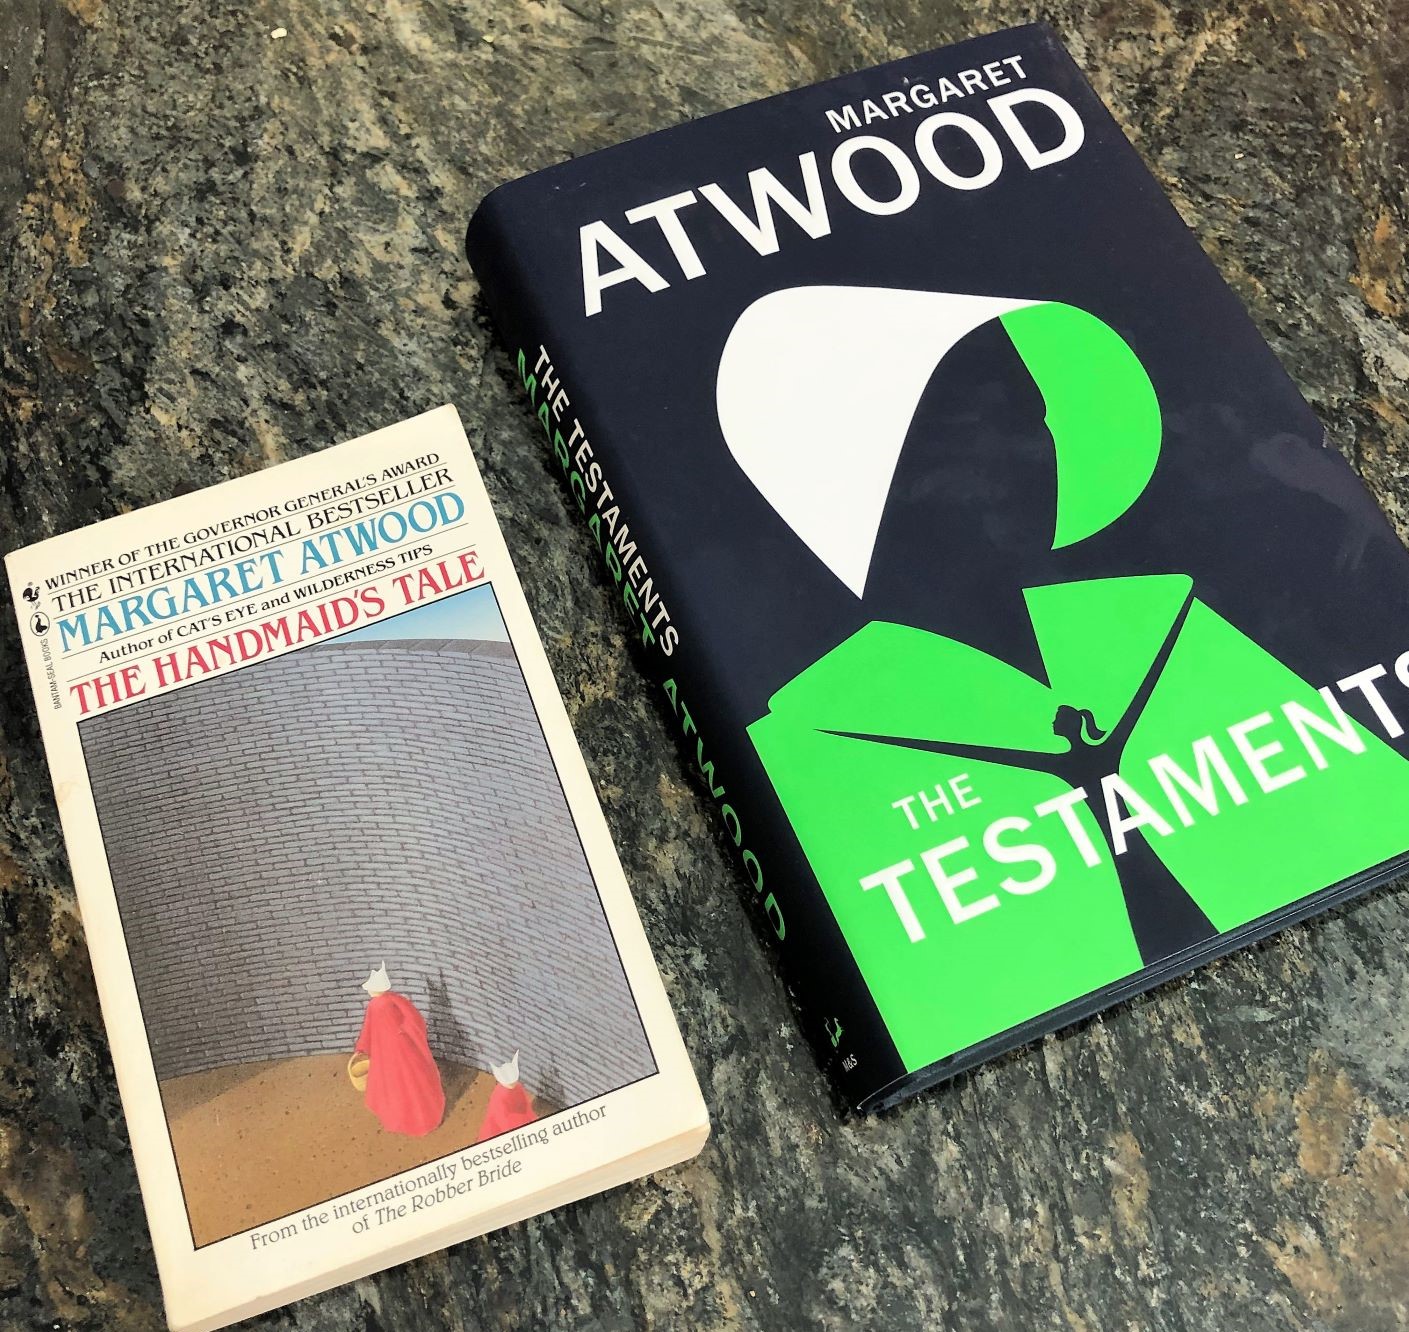 WINNER OF THE GOVERNOR GENERAL'S AWARD
THE INTERNATIONAL BESTSELLER
MARGARET ATWOOD
Author of CAT'S EYE and WILDERNESS TIPS
THE HANDMAID'S TALE
BANTAM-SEAL BOOKS
From the internationally bestselling author
of The Robber Bride
MARGARET
ATWOOD
THE
TESTAMENTS
THE TESTAMENTS
MARGARET ATWOOD
M&S